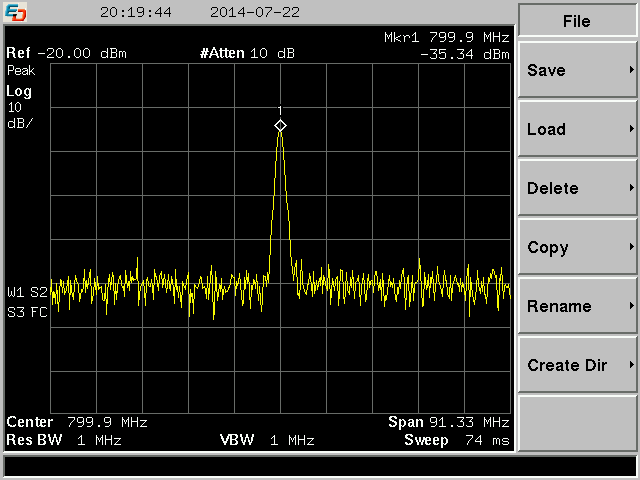 ED 20:19:44 2014-07-22
File
Mkr1 799.9 MHz
Ref -20.00 dBm #Atten 10 dB -35.34 dBm
Peak
Log
10
dB/
1
W1 S2
S3 FC
Center 799.9 MHz Span 91.33 MHz
Res BW 1 MHz VBW 1 MHz Sweep 74 ms
Save
Load
Delete
Copy
Rename
Create Dir